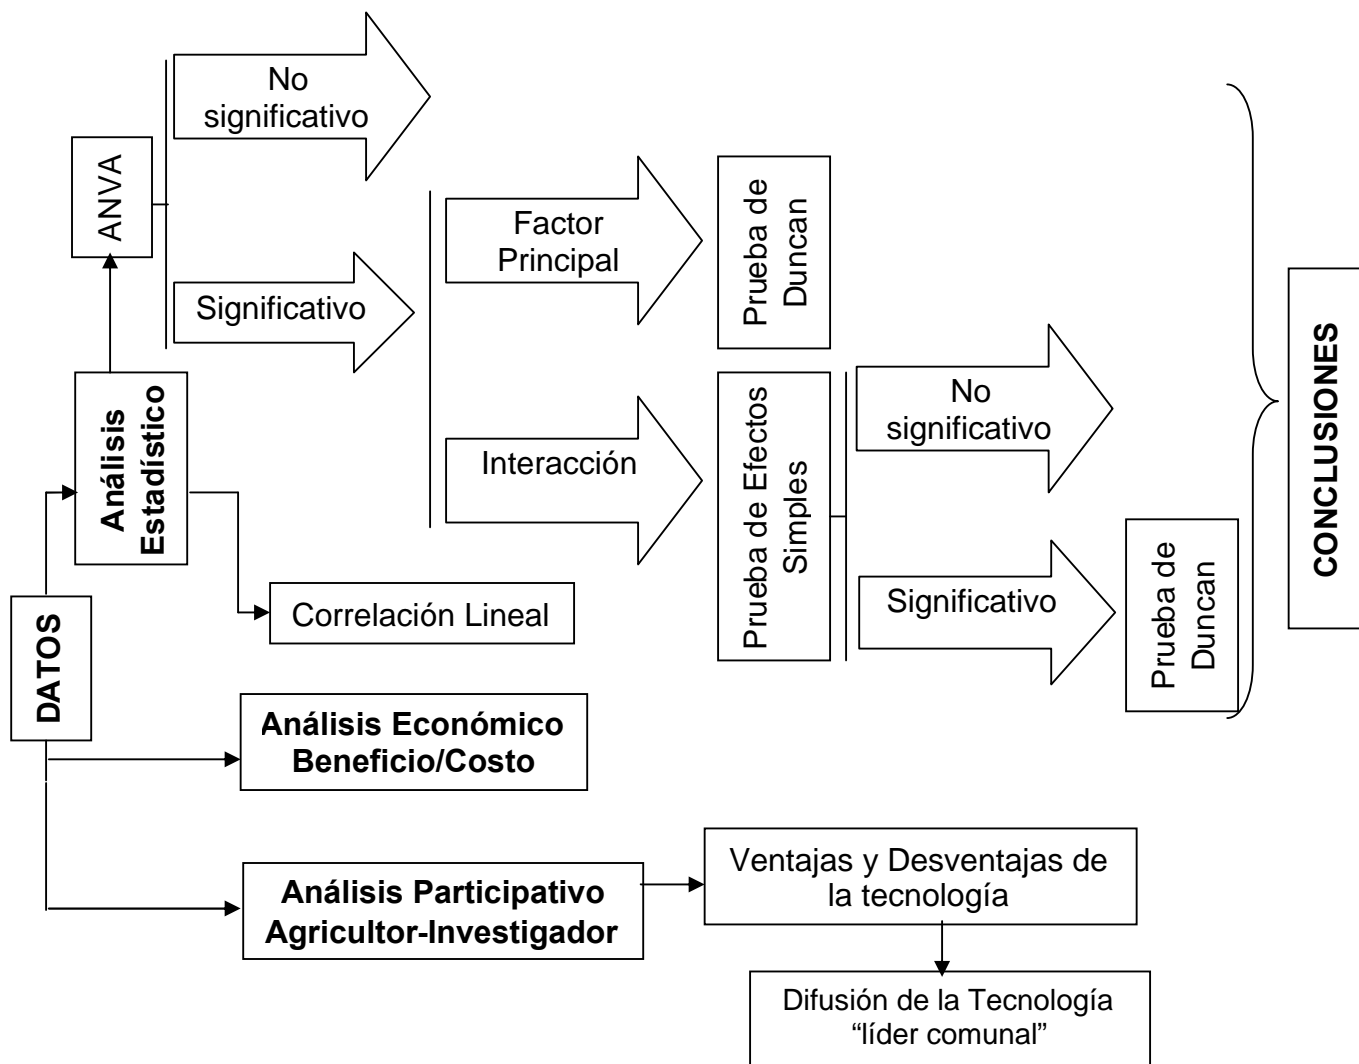 No
significativo
ANVA
Significativo
Factor
Principal
Prueba de
Duncan
Interacción
Prueba de Efectos
Simples
No
significativo
Significativo
Prueba de
Duncan
CONCLUSIONES
Análisis
Estadístico
Correlación Lineal
DATOS
Análisis Económico
Beneficio/Costo
Análisis Participativo
Agricultor-Investigador
Ventajas y Desventajas de
la tecnología
Difusión de la Tecnología
“líder comunal”